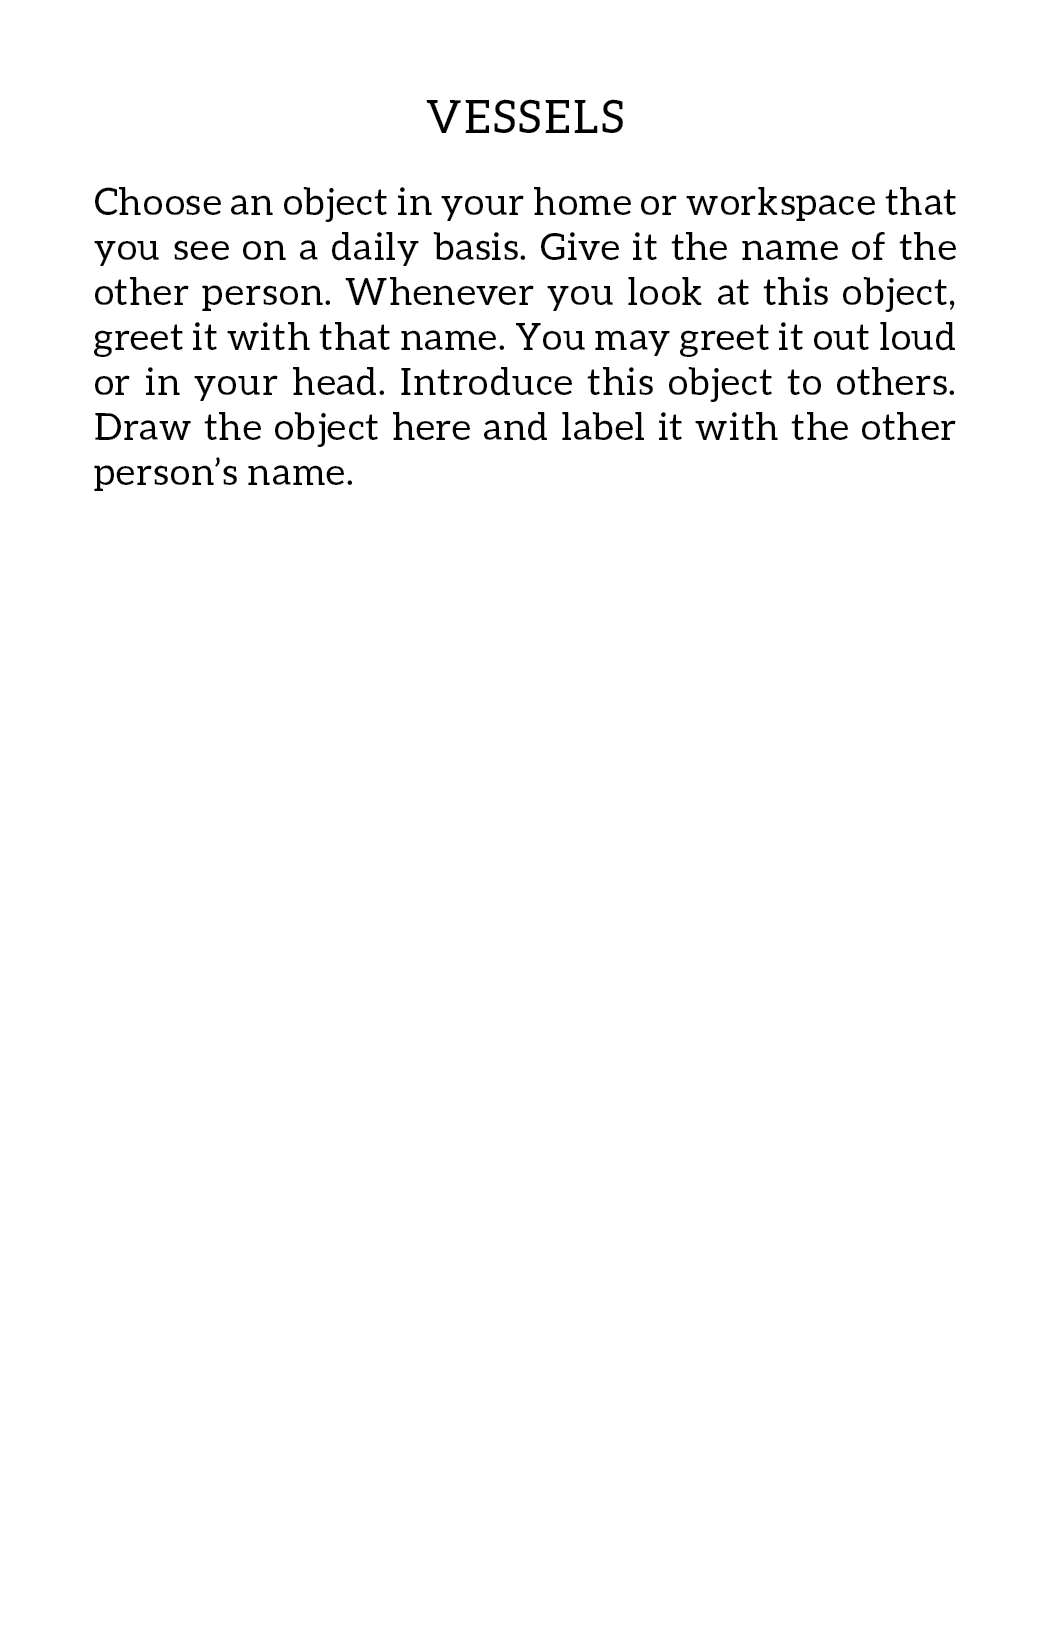 VESSELS
Choose an object in your home or workspace that
you see on a daily basis. Give it the name of the
other person. Whenever you look at this object,
greet it with that name. You may greet it out loud
or in your head. Introduce this object to others.
Draw the object here and label it with the other
person’s name.